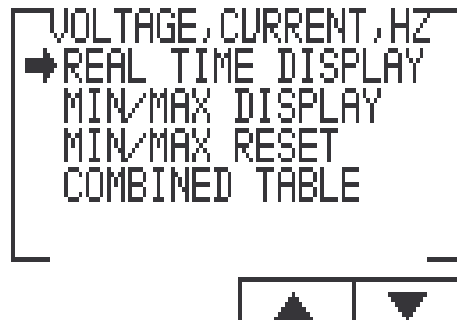 VOLTAGE,CURRENT,HZ
REAL TIME DISPLAY
MIN/MAX DISPLAY
MIN/MAX RESET
COMBINED TABLE